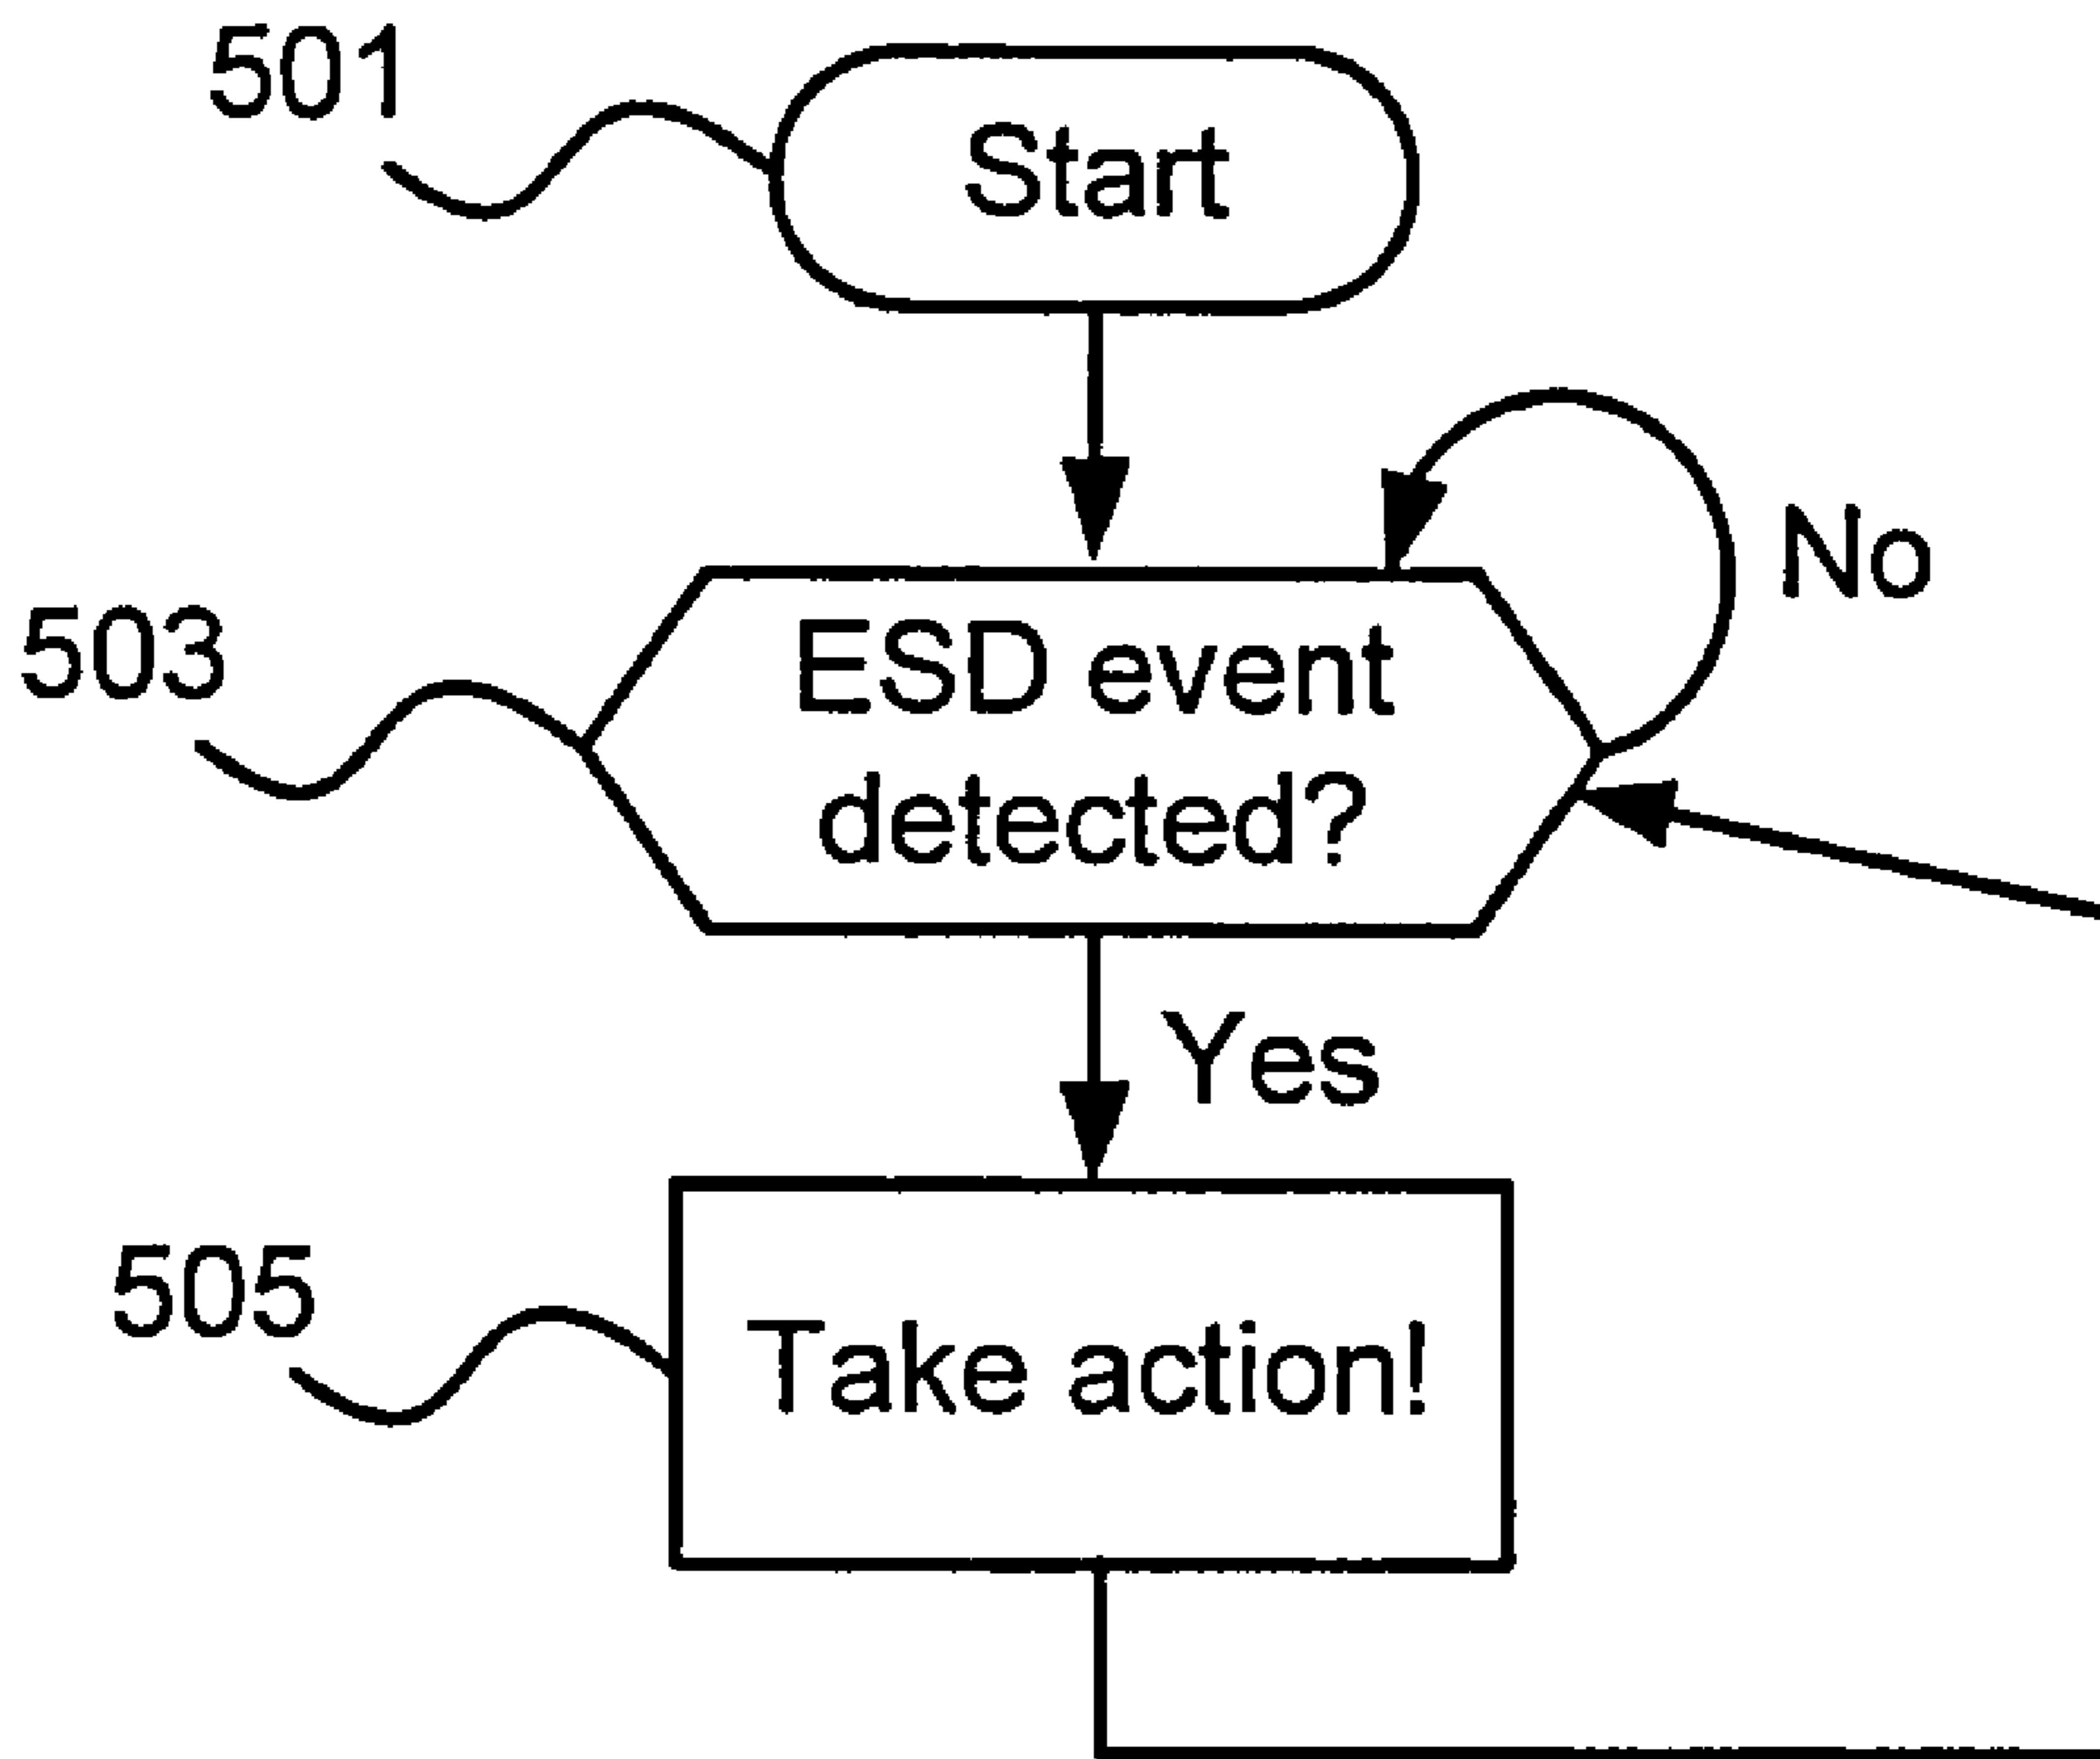 501
Start
No
503
ESD event
detected?
Yes
505
Take action!